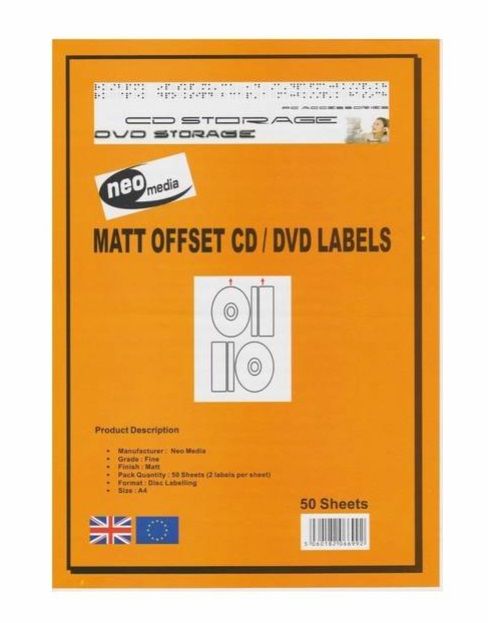 PC ACCESSORIES
CD STORAGE
DVD STORAGE
neo media
MATT OFFSET CD / DVD LABELS
Product Description
• Manufacturer : Neo Media
• Grade : Fine
• Finish : Matt
• Pack Quantity : 50 Sheets (2 labels per sheet)
• Format : Disc Labelling
• Size : A4
50 Sheets